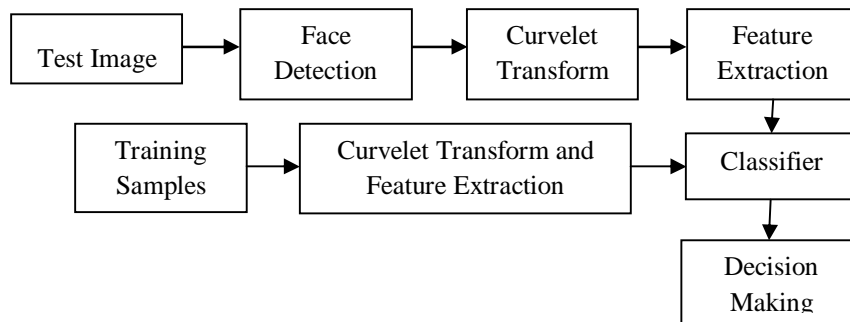 Test Image
Face
Detection
Curvelet
Transform
Feature
Extraction
Training
Samples
Curvelet Transform and
Feature Extraction
Classifier
Decision
Making